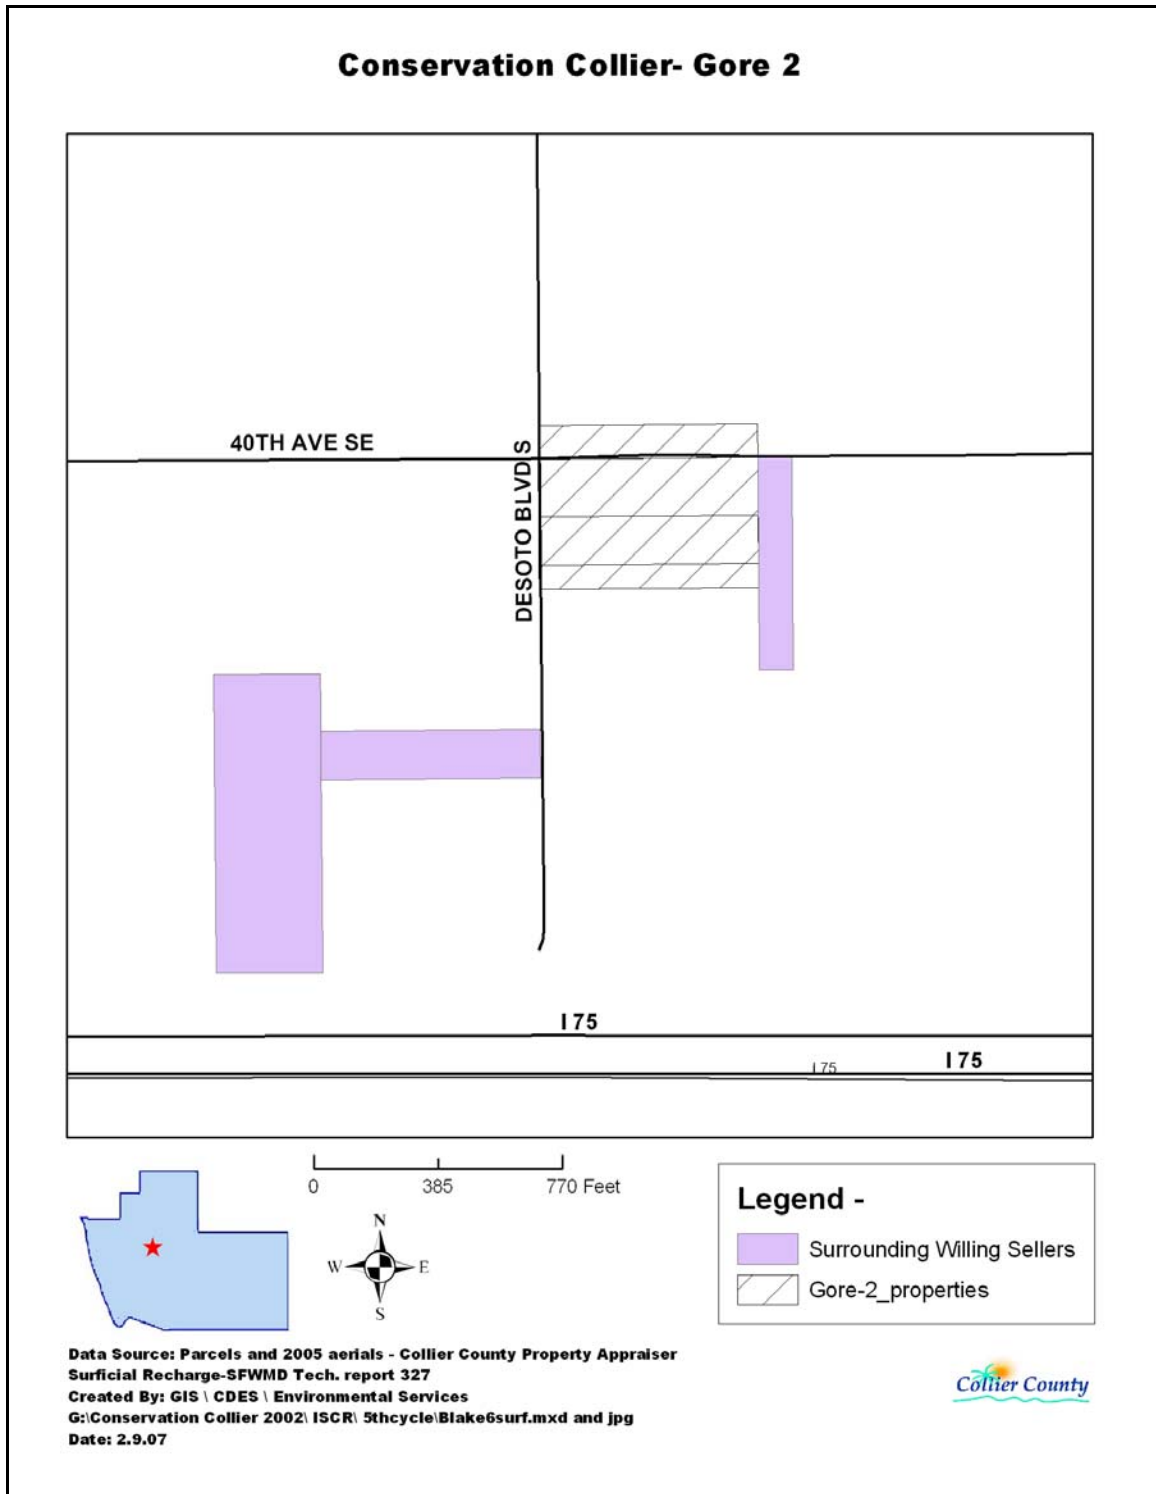 Conservation Collier- Gore 2
40TH AVE SE
DESOTO BLVD S
I 75
I 75
I 75
0 385 770 Feet
N
W E
S
Legend -
Surrounding Willing Sellers
Gore-2_properties
Data Source: Parcels and 2005 aerials - Collier County Property Appraiser
Surficial Recharge-SFWMD Tech. report 327
Created By: GIS \ CDES \ Environmental Services
G:\Conservation Collier 2002\ ISCR\ 5thcycle\Blake6surf.mxd and jpg
Date: 2.9.07
Collier County